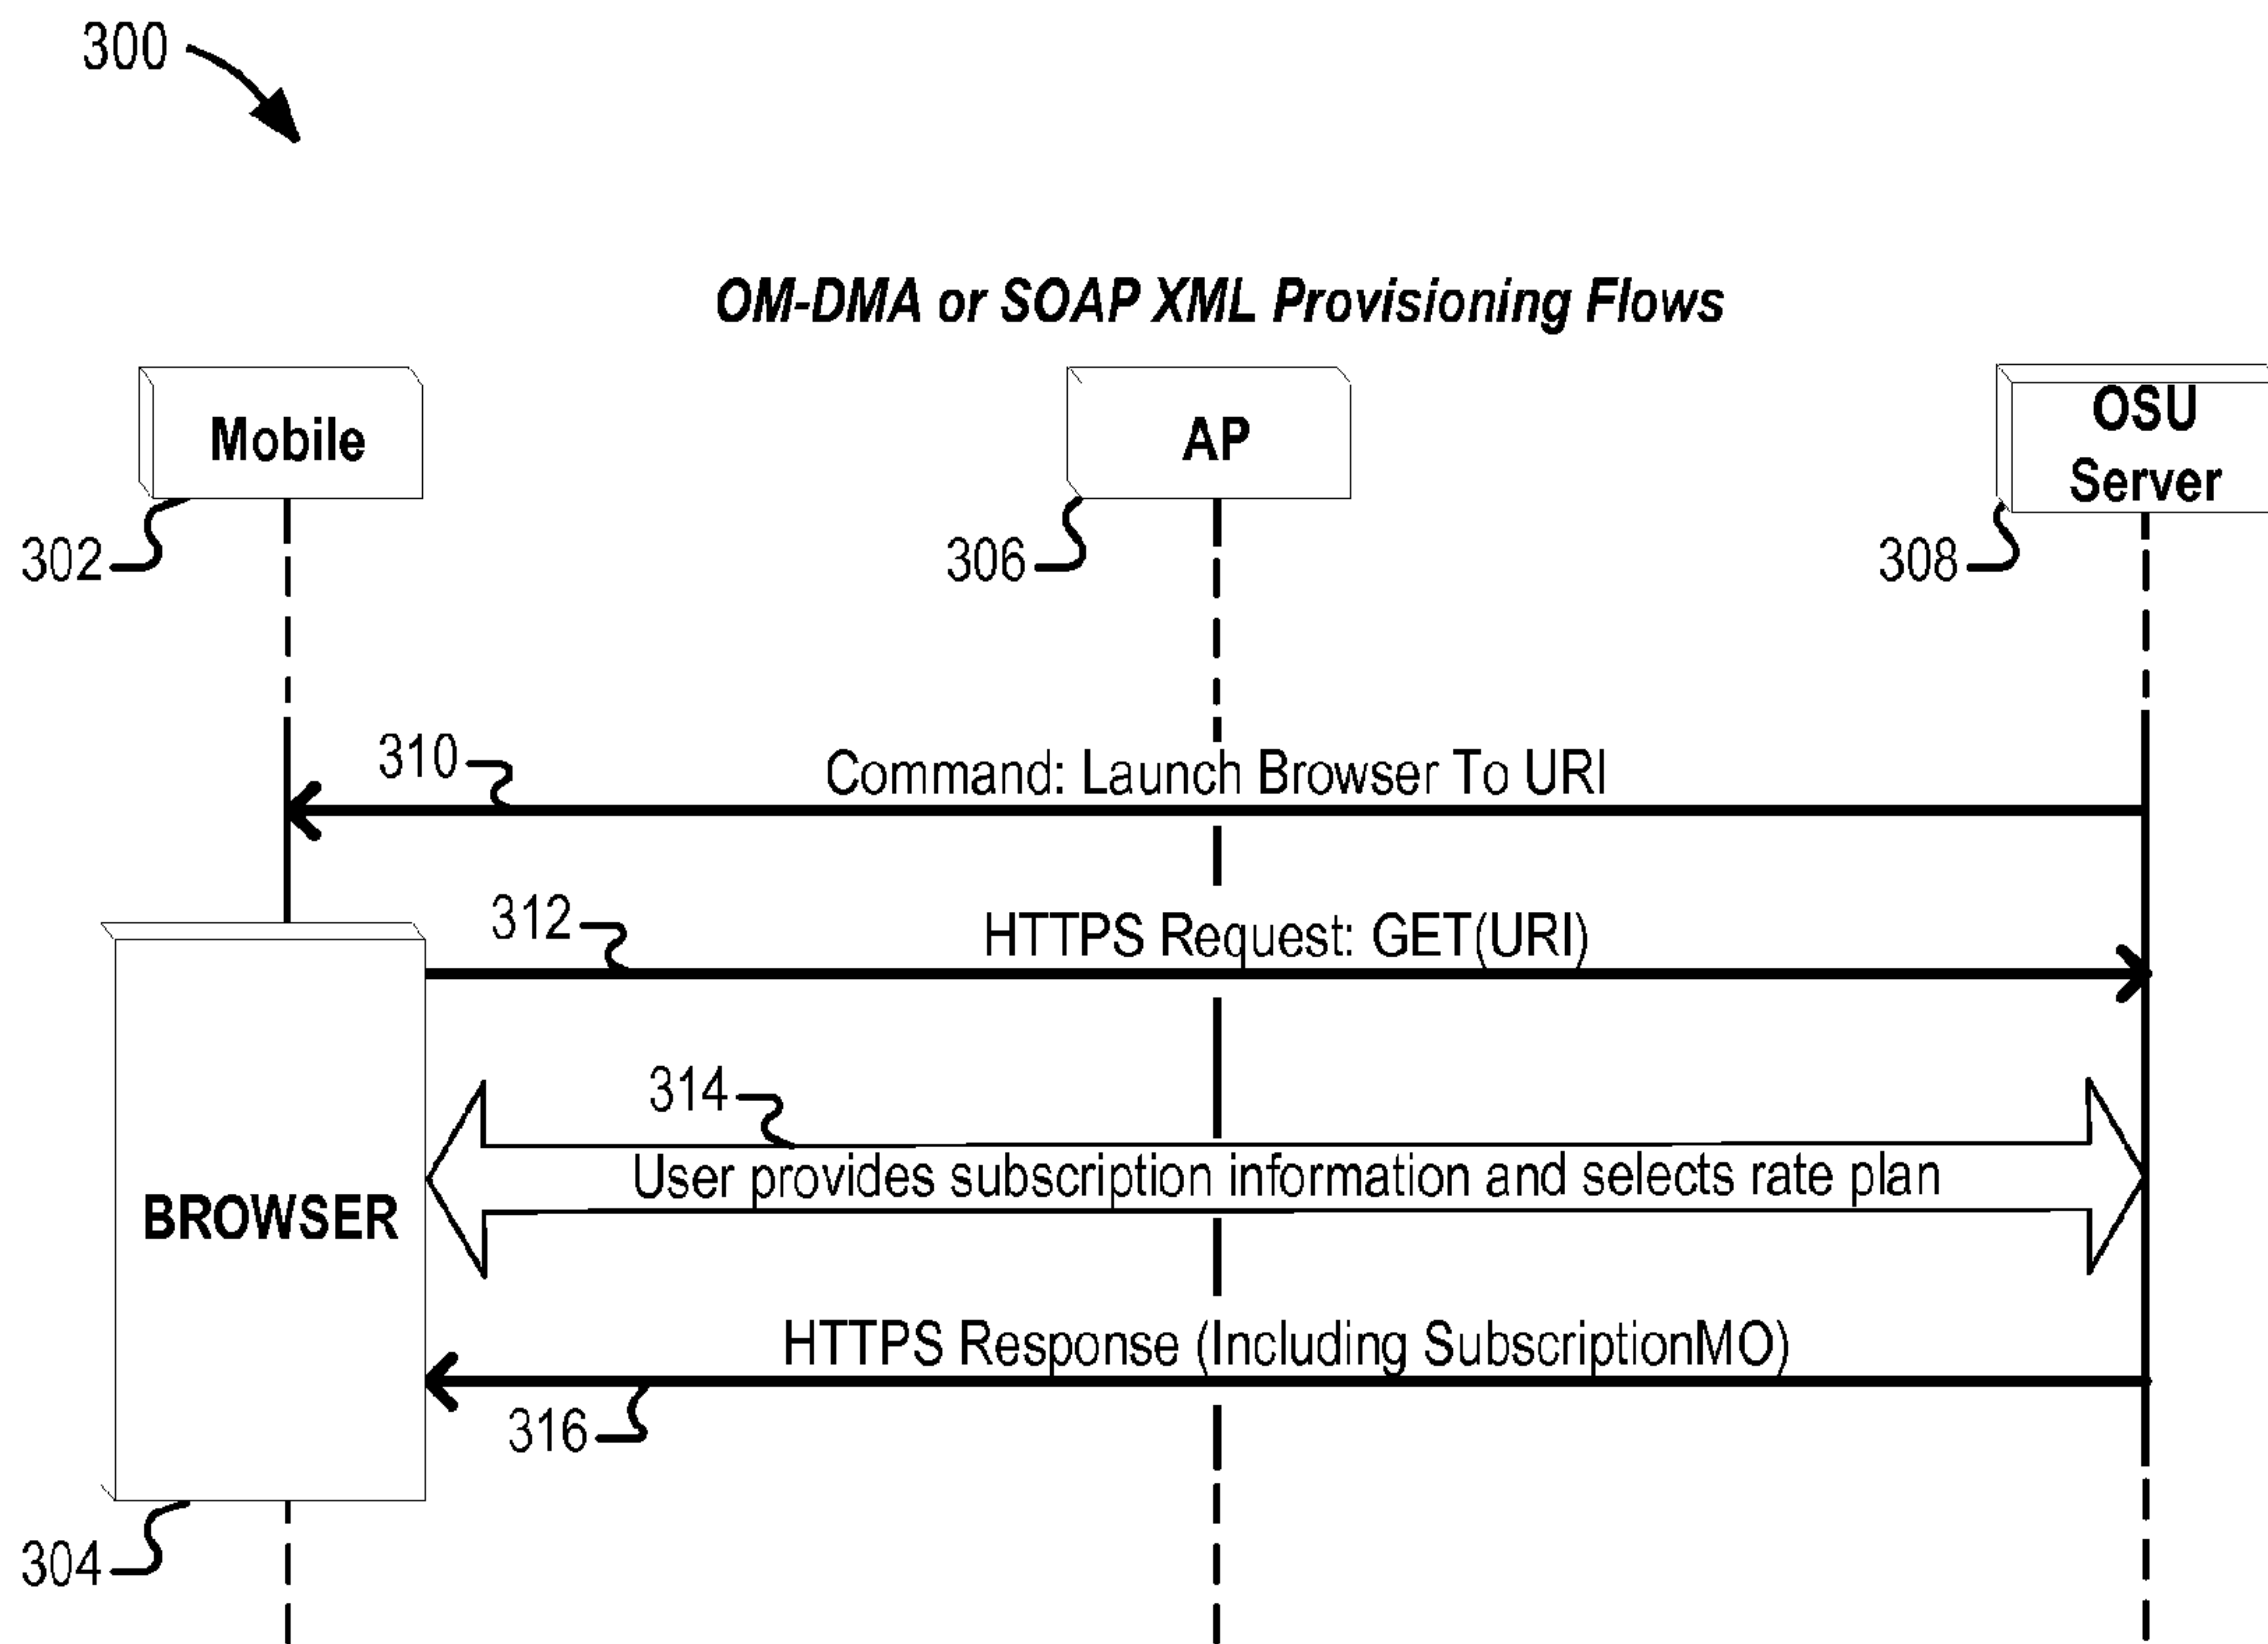 300
OM-DMA or SOAP XML Provisioning Flows
Mobile
AP
OSU
Server
302
306
308
310
Command: Launch Browser To URI
312
HTTPS Request: GET(URI)
314
User provides subscription information and selects rate plan
BROWSER
HTTPS Response (Including SubscriptionMO)
316
304